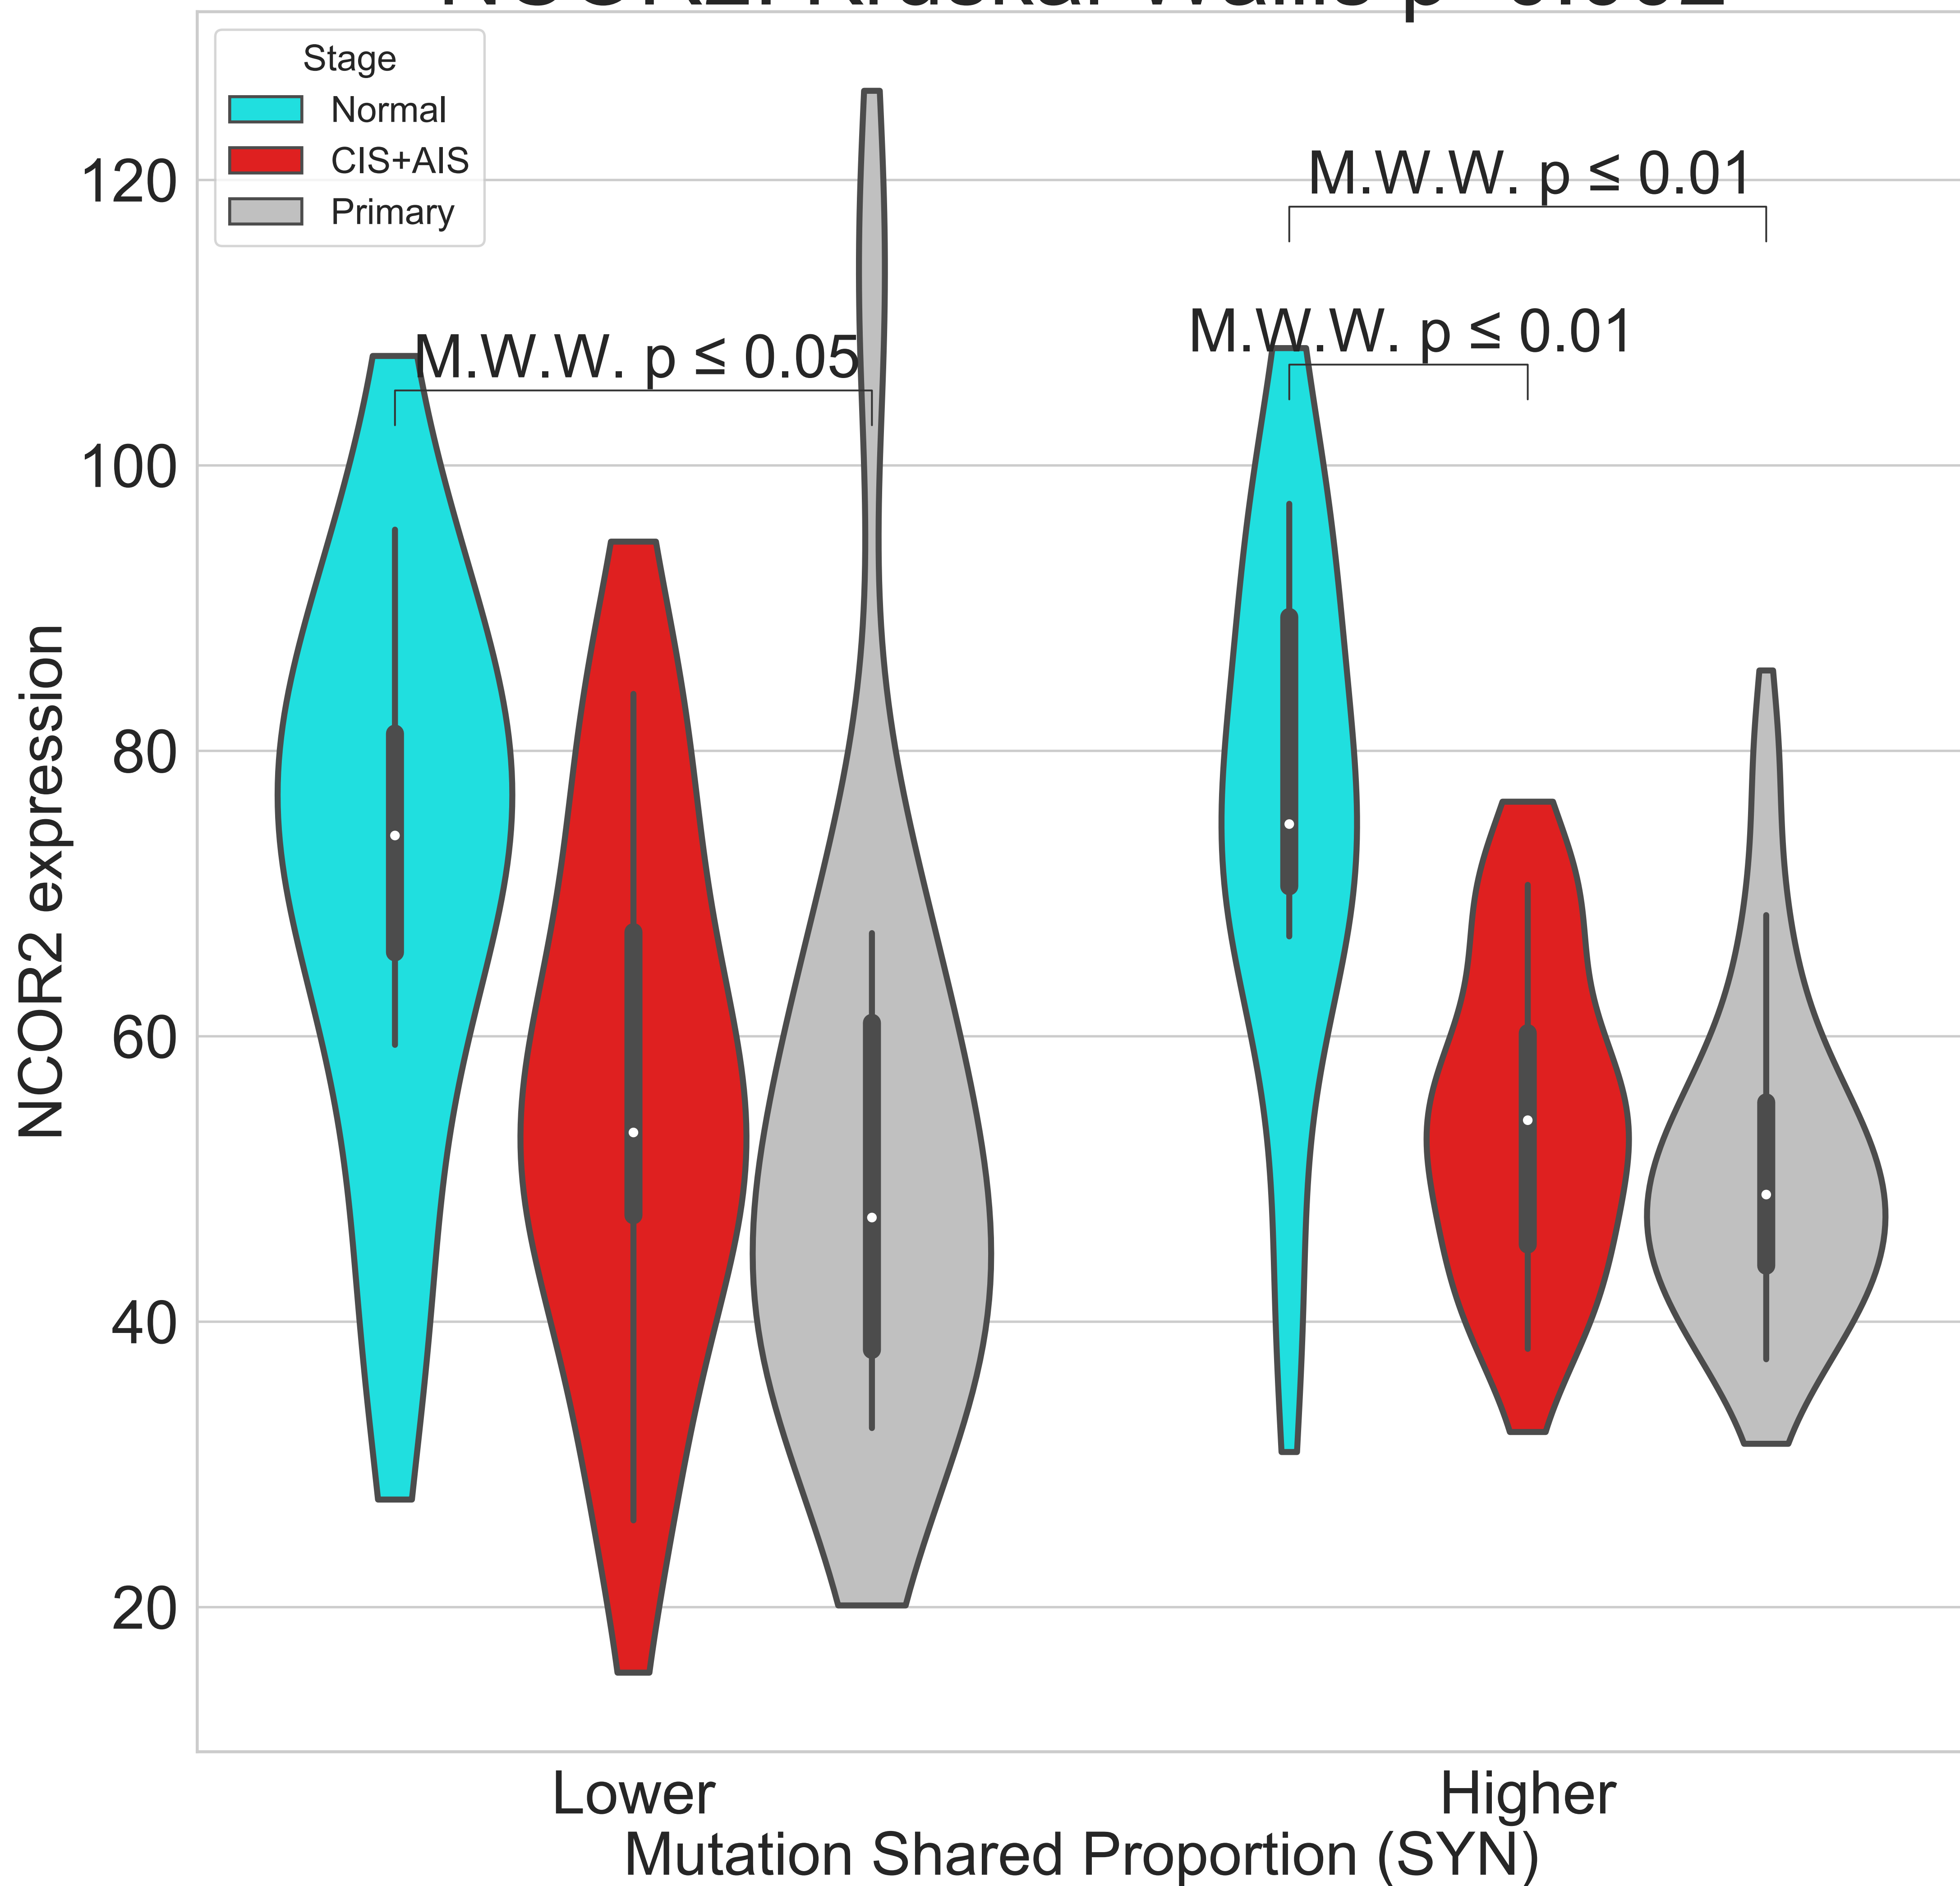 Stage
Normal
CIS+AIS
Primary
M.W.W. p ≤ 0.01
M.W.W. p ≤ 0.01
M.W.W. p ≤ 0.05
120
100
80
60
40
20
NCOR2 expression
Lower
Higher
Mutation Shared Proportion (SYN)